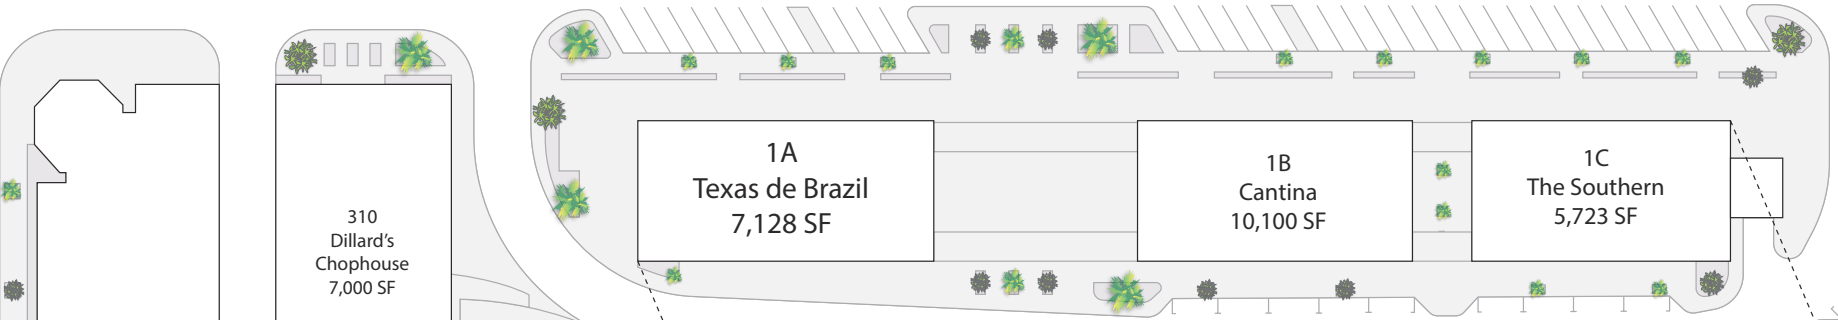 310
Dillard's
Chophouse
7,000 SF
1A
Texas de Brazil
7,128 SF
1B
Cantina
10,100 SF
1C
The Southern
5,723 SF